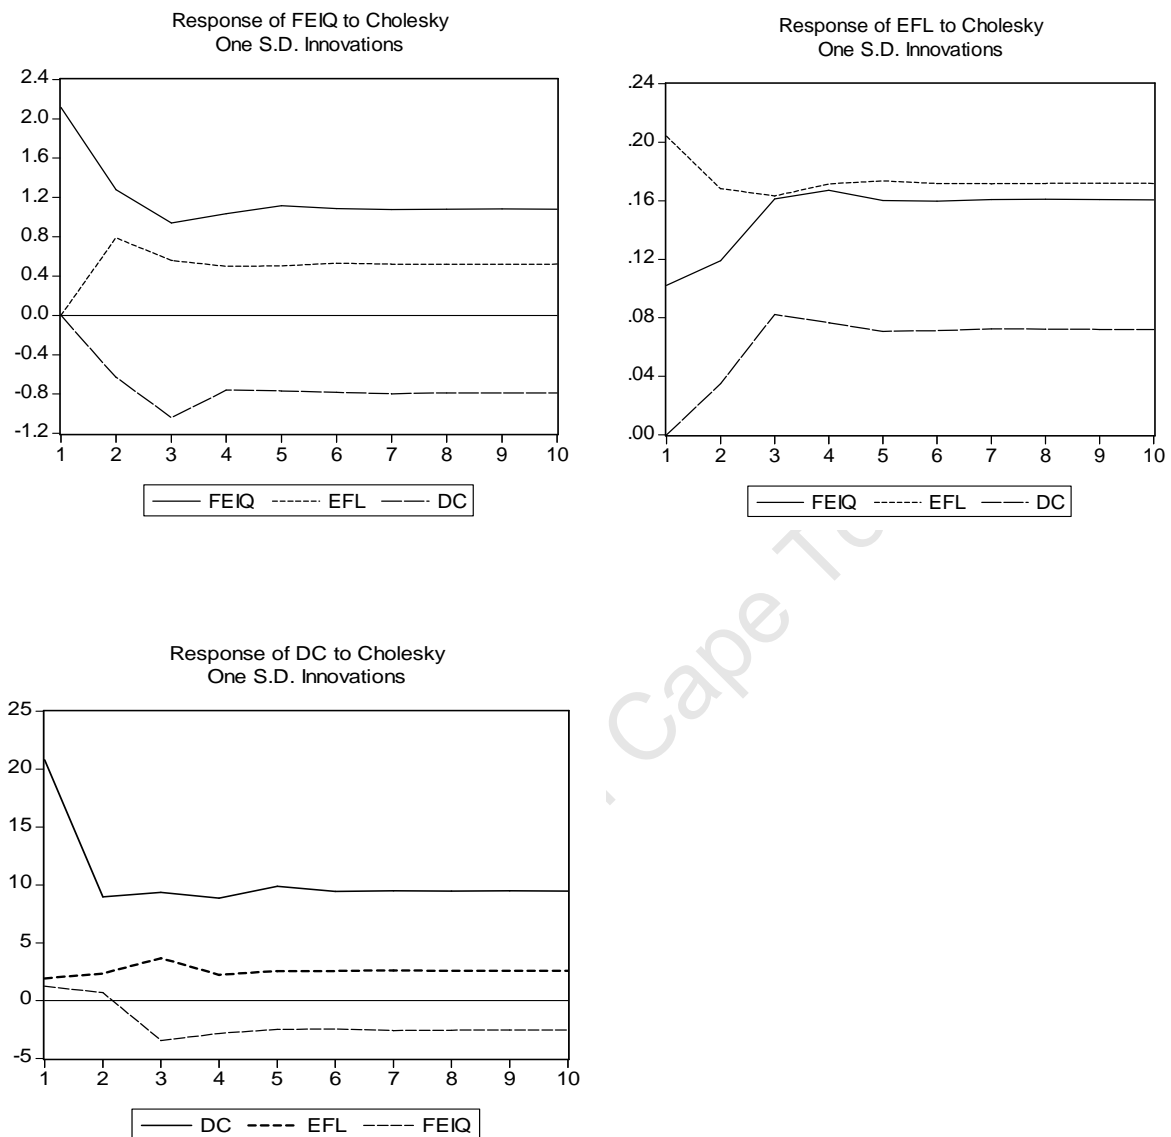 Response of FEIQ to Cholesky
One S.D. Innovations
2.4
2.0
1.6
1.2
0.8
0.4
0.0
-0.4
-0.8
-1.2
1 2 3 4 5 6 7 8 9 10
FEIQ EFL DC
Response of EFL to Cholesky
One S.D. Innovations
.24
.20
.16
.12
.08
.04
.00
1 2 3 4 5 6 7 8 9 10
FEIQ EFL DC
Cape
Response of DC to Cholesky
One S.D. Innovations
25
20
15
10
5
0
-5
1 2 3 4 5 6 7 8 9 10
DC EFL FEIQ